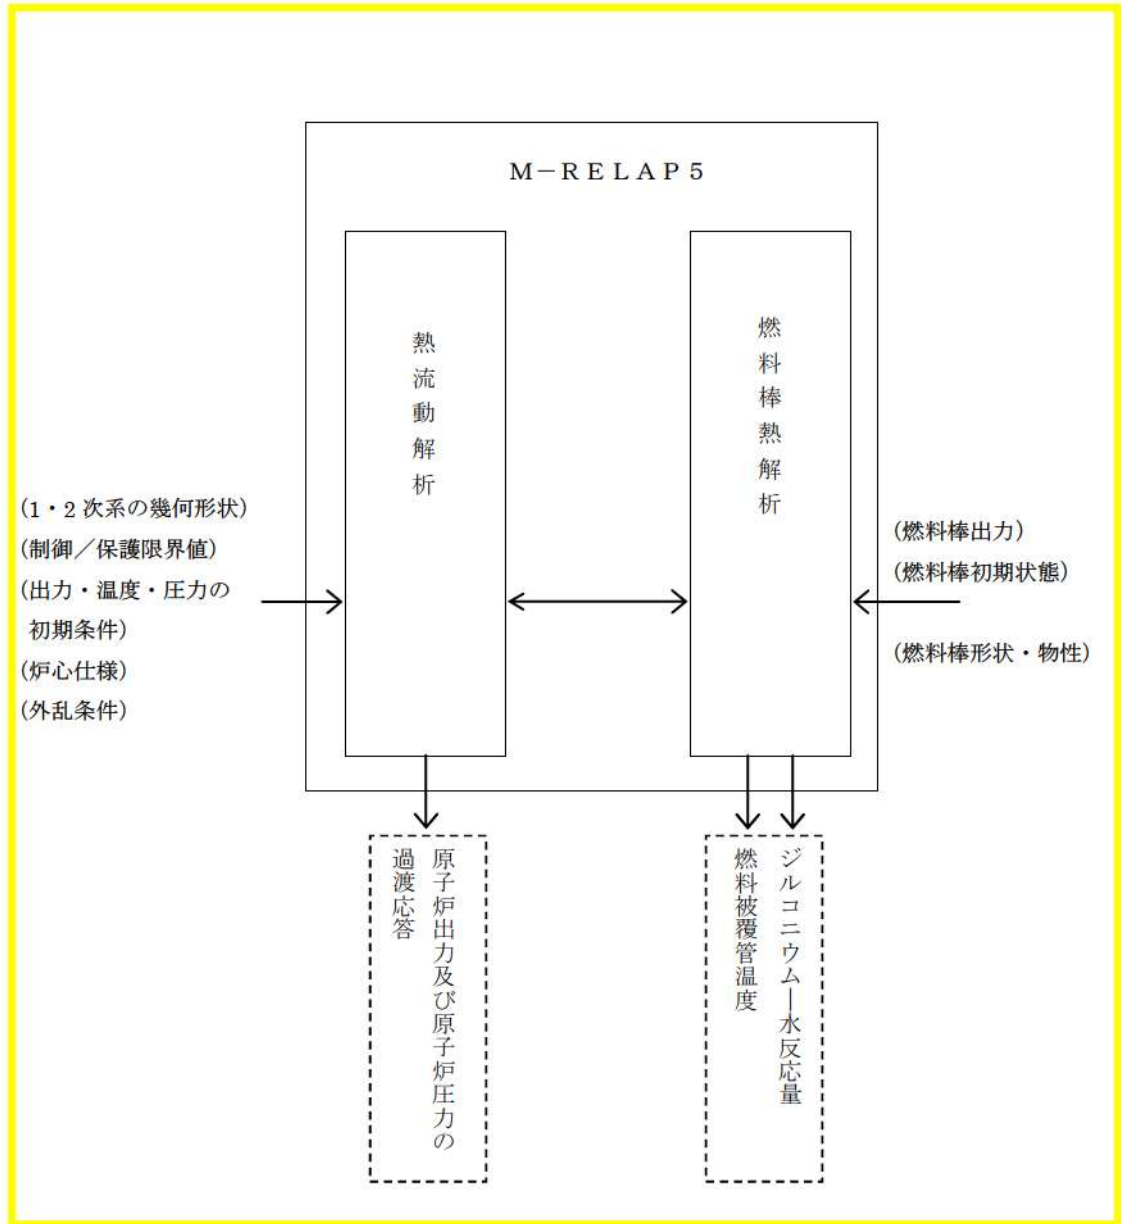 M－RELAP5
熱流動解析
燃料棒熱解析
(1・2次系の幾何形状)
(制御／保護限界値)
(出力・温度・圧力の
初期条件)
(炉心仕様)
(外乱条件)
(燃料棒出力)
(燃料棒初期状態)
(燃料棒形状・物性)
原子炉出力及び原子炉圧力の
過渡応答
ジルコニウム―水反応量
燃料被覆管温度